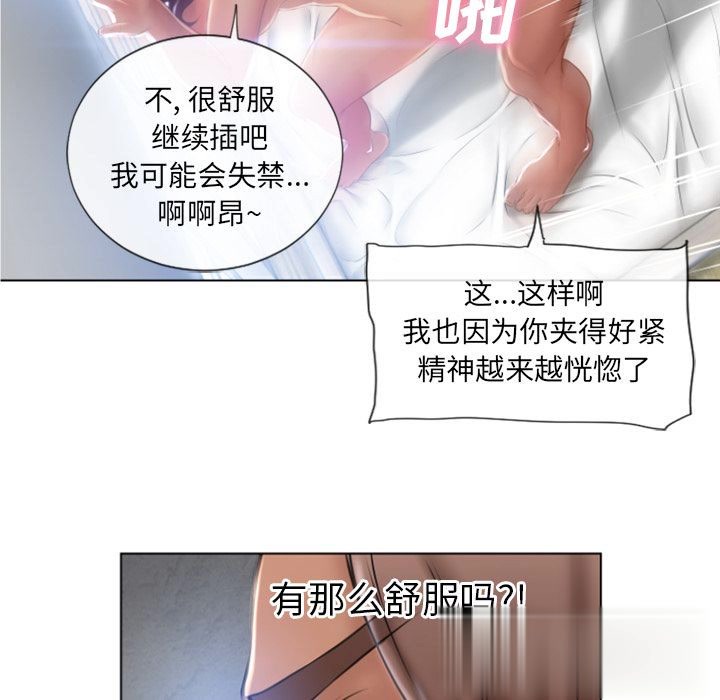 啪
不, 很舒服
继续插吧
我可能会失禁...
啊啊昂~
这...这样啊
我也因为你夹得好紧
精神越来越恍惚了
有那么舒服吗?!